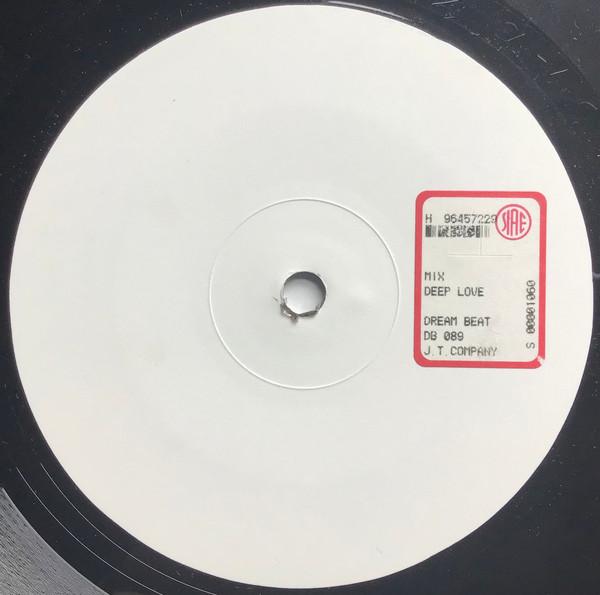 H 96457229
SIAE
MIX
DEEP LOVE
DREAM BEAT
DB 089
J.T.COMPANY
S 00001060